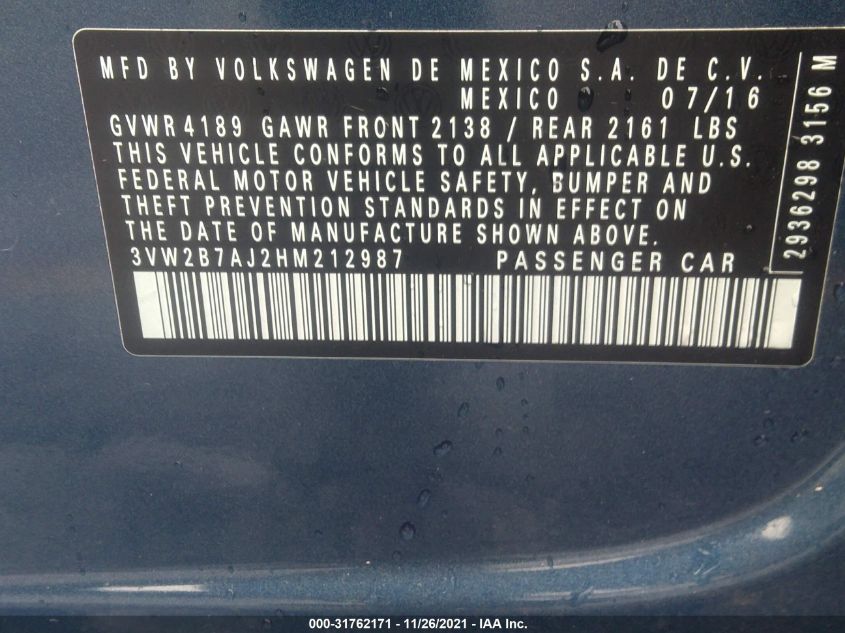 MFD BY VOLKSWAGEN DE MEXICO S.A. DE C.V.
MEXICO 07/16
GVWR 4189 GAWR FRONT 2138 / REAR 2161 LBS
THIS VEHICLE CONFORMS TO ALL APPLICABLE U.S.
FEDERAL MOTOR VEHICLE SAFETY, BUMPER AND
THEFT PREVENTION STANDARDS IN EFFECT ON
THE DATE OF MANUFACTURE SHOWN ABOVE.
3VW2B7AJ2HM212987 PASSENGER CAR
2936298 3156 M
000-31762171 - 11/26/2021 - IAA Inc.